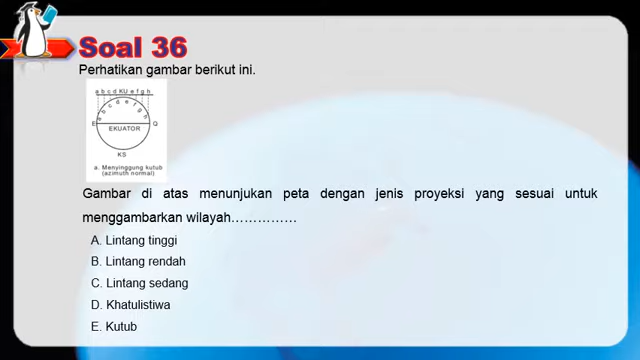 Soal 36
Perhatikan gambar berikut ini.
a b c d KU e f g h
a b c d e f g h
E Q
EKUATOR
KS
a. Menyinggung kutub
(azimuth normal)
Gambar di atas menunjukan peta dengan jenis proyeksi yang sesuai untuk
menggambarkan wilayah……………
A. Lintang tinggi
B. Lintang rendah
C. Lintang sedang
D. Khatulistiwa
E. Kutub